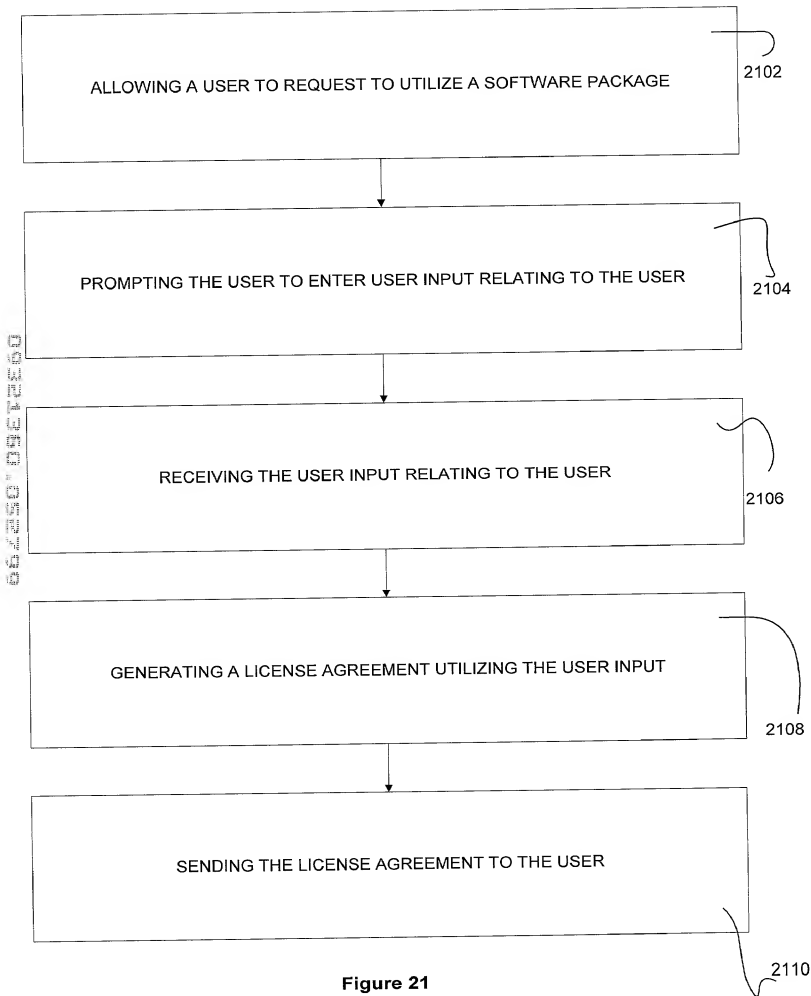 ALLOWING A USER TO REQUEST TO UTILIZE A SOFTWARE PACKAGE
2102
PROMPTING THE USER TO ENTER USER INPUT RELATING TO THE USER
2104
RECEIVING THE USER INPUT RELATING TO THE USER
2106
GENERATING A LICENSE AGREEMENT UTILIZING THE USER INPUT
2108
SENDING THE LICENSE AGREEMENT TO THE USER
2110
Figure 21